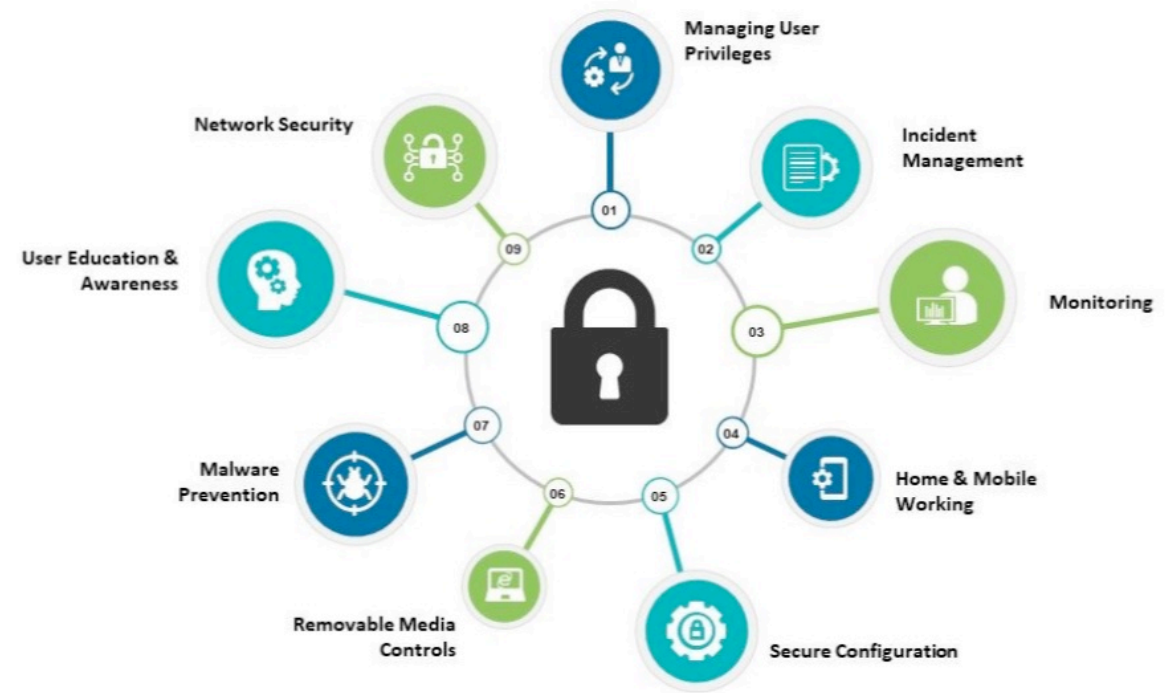 Managing User
Privileges
Incident
Management
Monitoring
Home & Mobile
Working
Secure Configuration
Removable Media
Controls
Malware
Prevention
User Education &
Awareness
Network Security
01
02
03
04
05
06
07
08
09